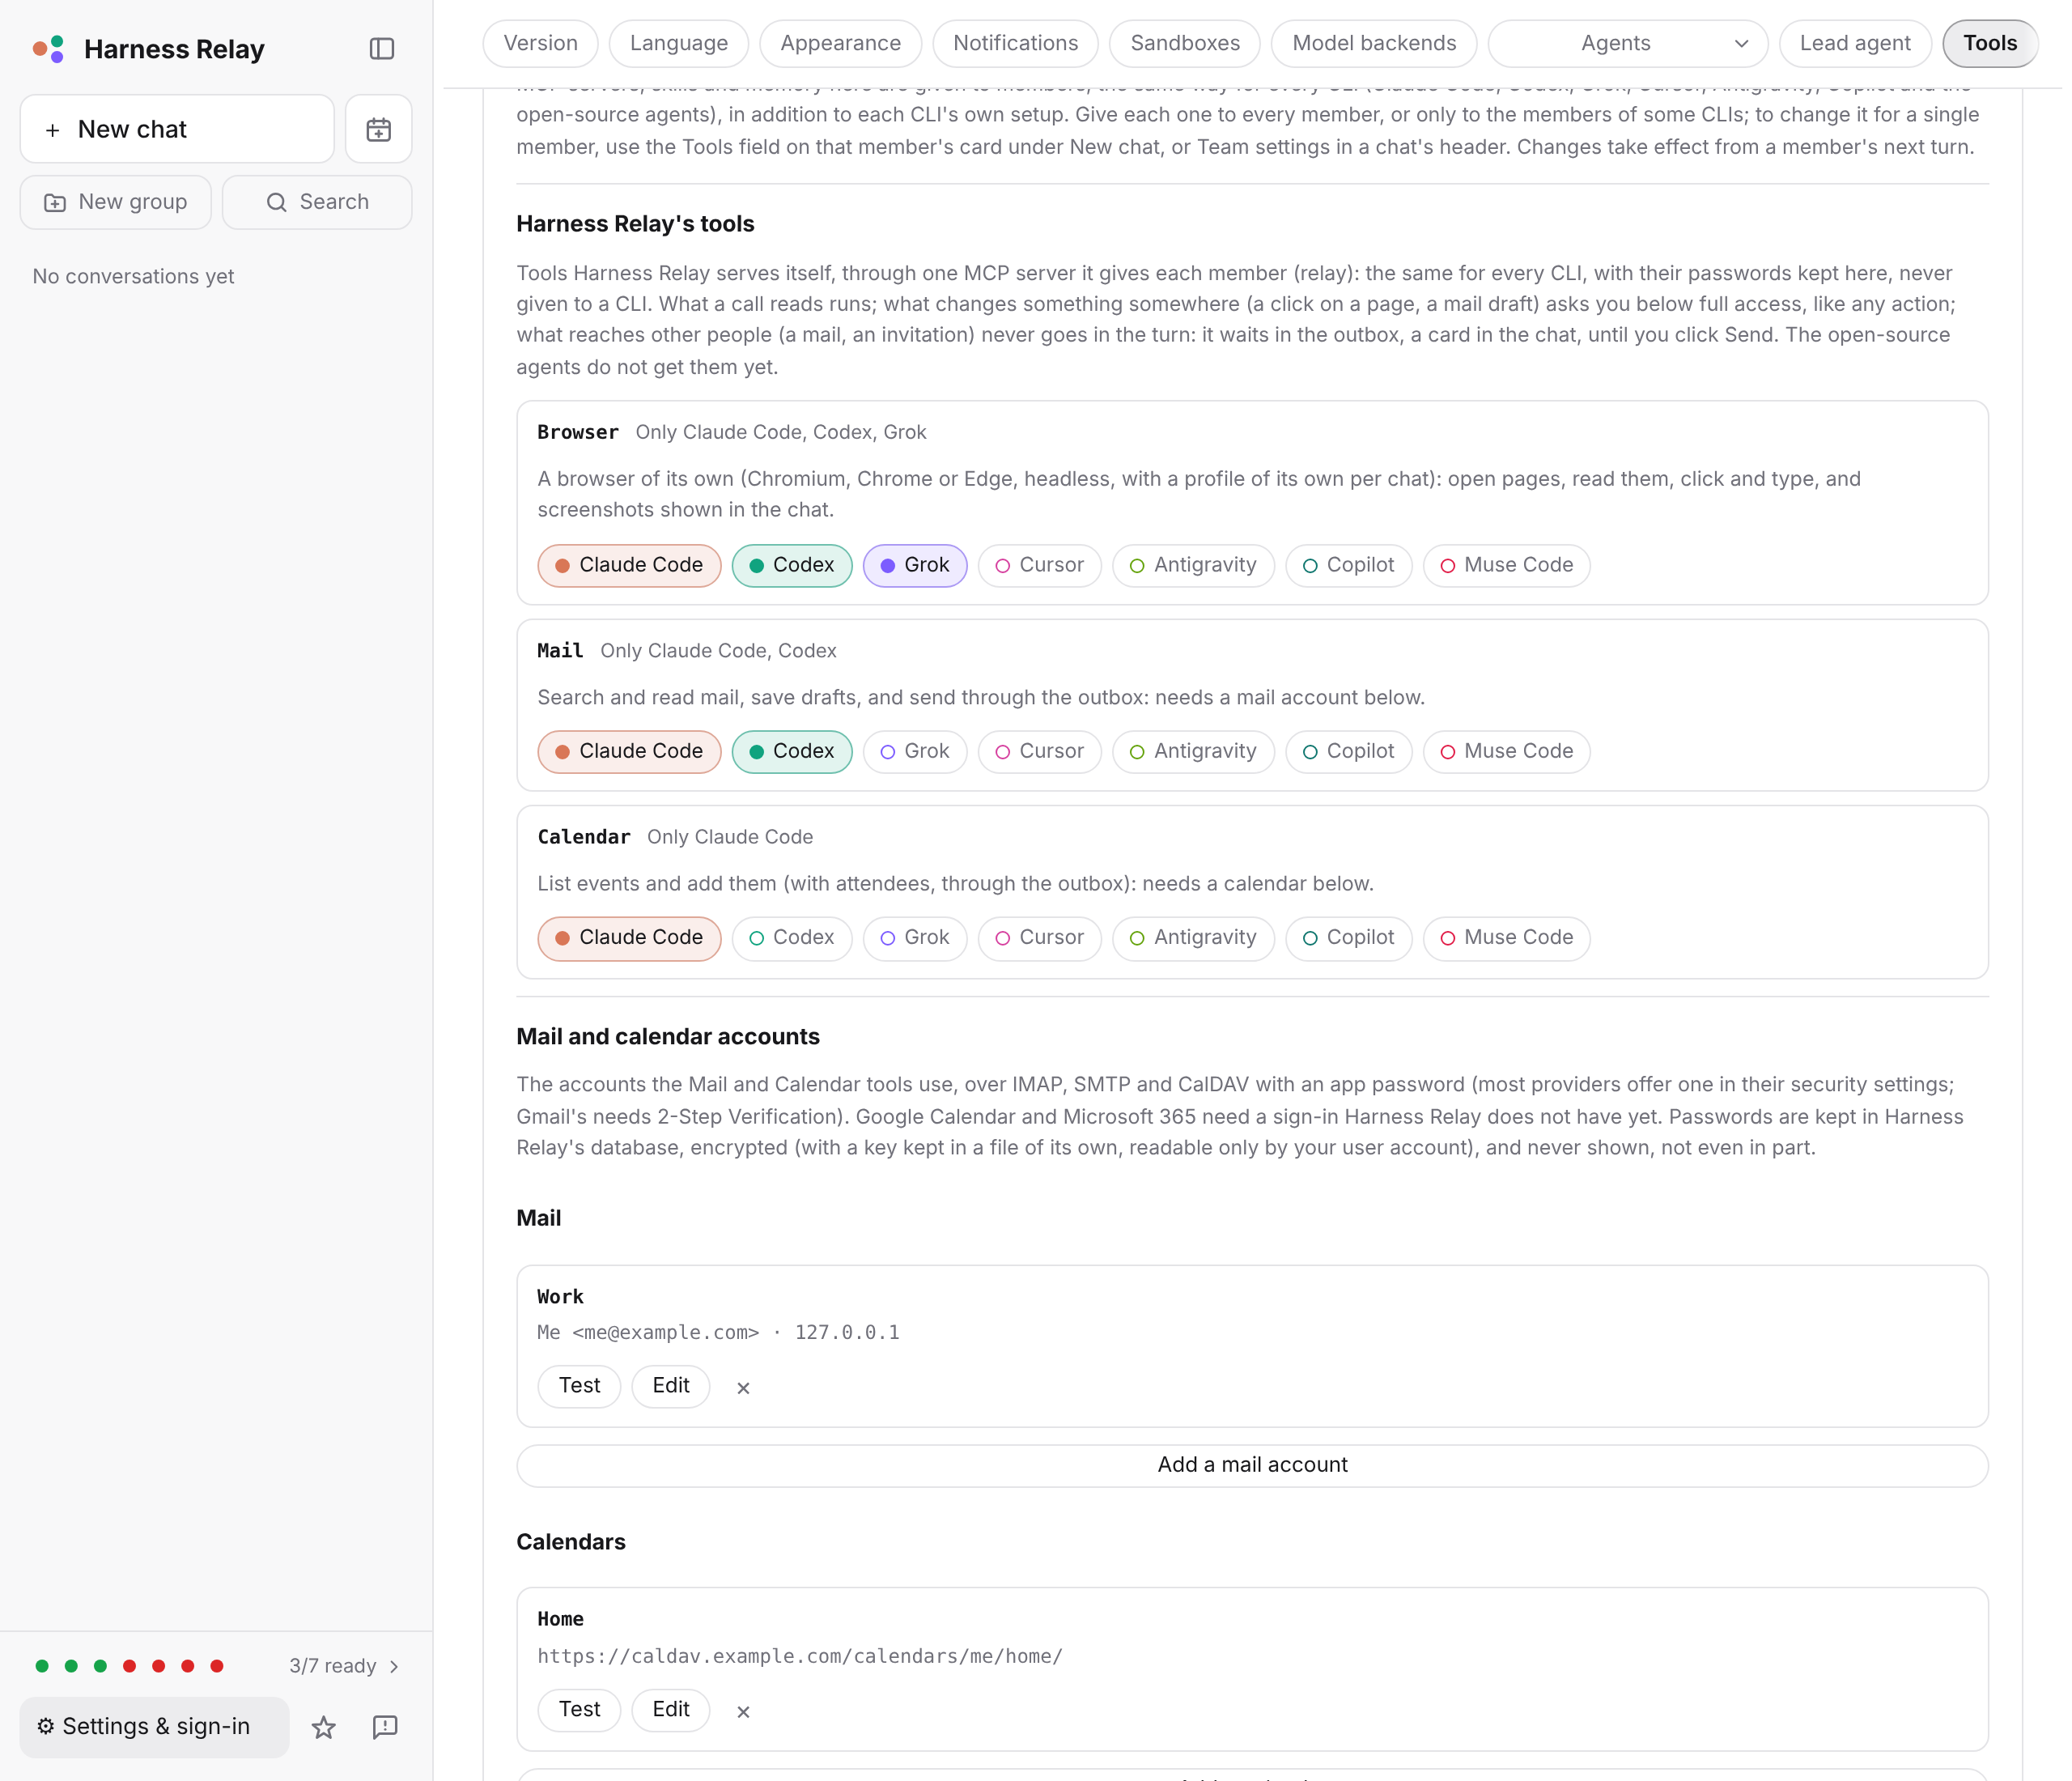 Harness Relay
+ New chat
New group
Search
No conversations yet
3/7 ready
Settings & sign-in
Version
Language
Appearance
Notifications
Sandboxes
Model backends
Agents
Lead agent
Tools
open-source agents), in addition to each CLI's own setup. Give each one to every member, or only to the members of some CLIs; to change it for a single
member, use the Tools field on that member's card under New chat, or Team settings in a chat's header. Changes take effect from a member's next turn.
Harness Relay's tools
Tools Harness Relay serves itself, through one MCP server it gives each member (relay): the same for every CLI, with their passwords kept here, never
given to a CLI. What a call reads runs; what changes something somewhere (a click on a page, a mail draft) asks you below full access, like any action;
what reaches other people (a mail, an invitation) never goes in the turn: it waits in the outbox, a card in the chat, until you click Send. The open-source
agents do not get them yet.
Browser Only Claude Code, Codex, Grok
A browser of its own (Chromium, Chrome or Edge, headless, with a profile of its own per chat): open pages, read them, click and type, and
screenshots shown in the chat.
Claude Code Codex Grok Cursor Antigravity Copilot Muse Code
Mail Only Claude Code, Codex
Search and read mail, save drafts, and send through the outbox: needs a mail account below.
Claude Code Codex Grok Cursor Antigravity Copilot Muse Code
Calendar Only Claude Code
List events and add them (with attendees, through the outbox): needs a calendar below.
Claude Code Codex Grok Cursor Antigravity Copilot Muse Code
Mail and calendar accounts
The accounts the Mail and Calendar tools use, over IMAP, SMTP and CalDAV with an app password (most providers offer one in their security settings;
Gmail's needs 2-Step Verification). Google Calendar and Microsoft 365 need a sign-in Harness Relay does not have yet. Passwords are kept in Harness
Relay's database, encrypted (with a key kept in a file of its own, readable only by your user account), and never shown, not even in part.
Mail
Work
Me <me@example.com> · 127.0.0.1
Test Edit ×
Add a mail account
Calendars
Home
https://caldav.example.com/calendars/me/home/
Test Edit ×